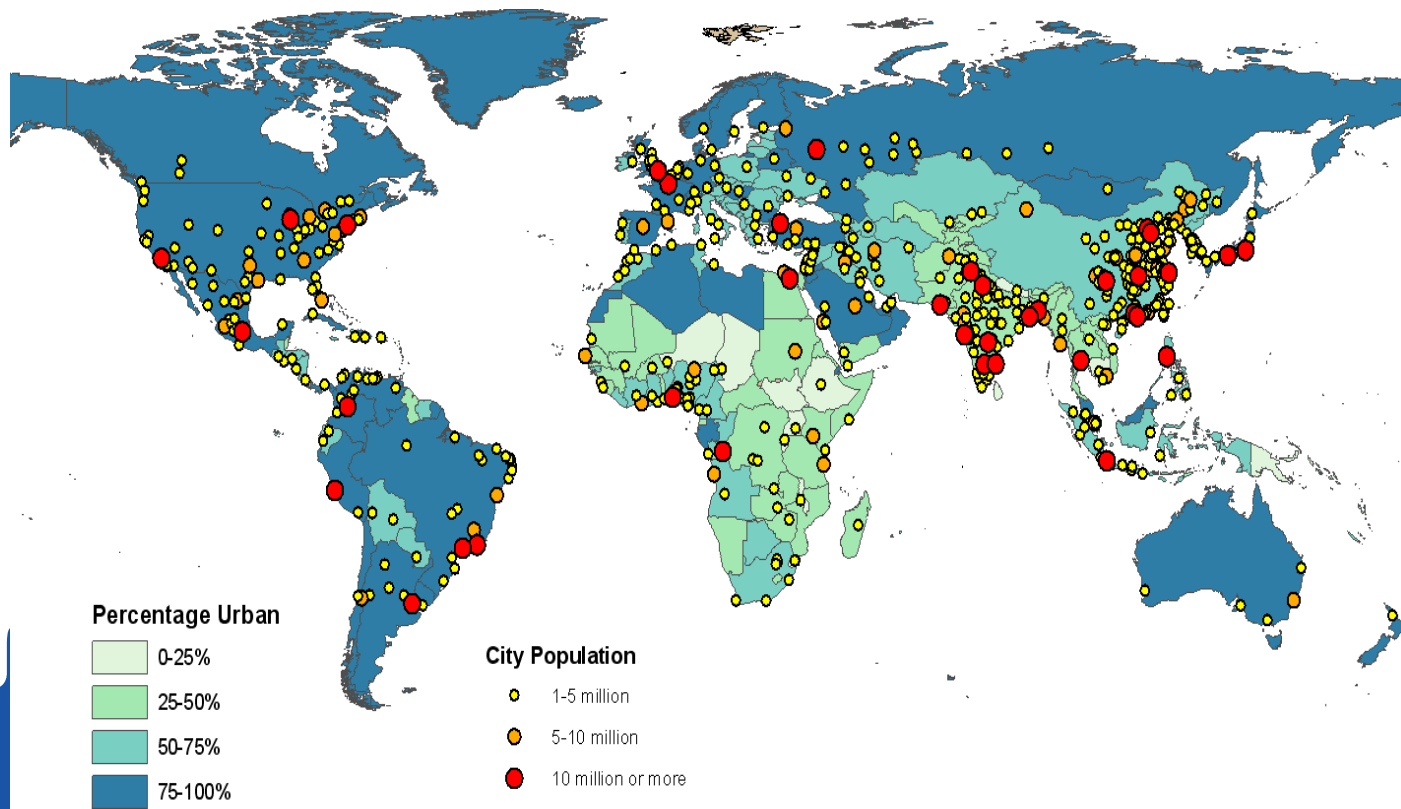 Percentage Urban
0-25%
25-50%
50-75%
75-100%
City Population
1-5 million
5-10 million
10 million or more